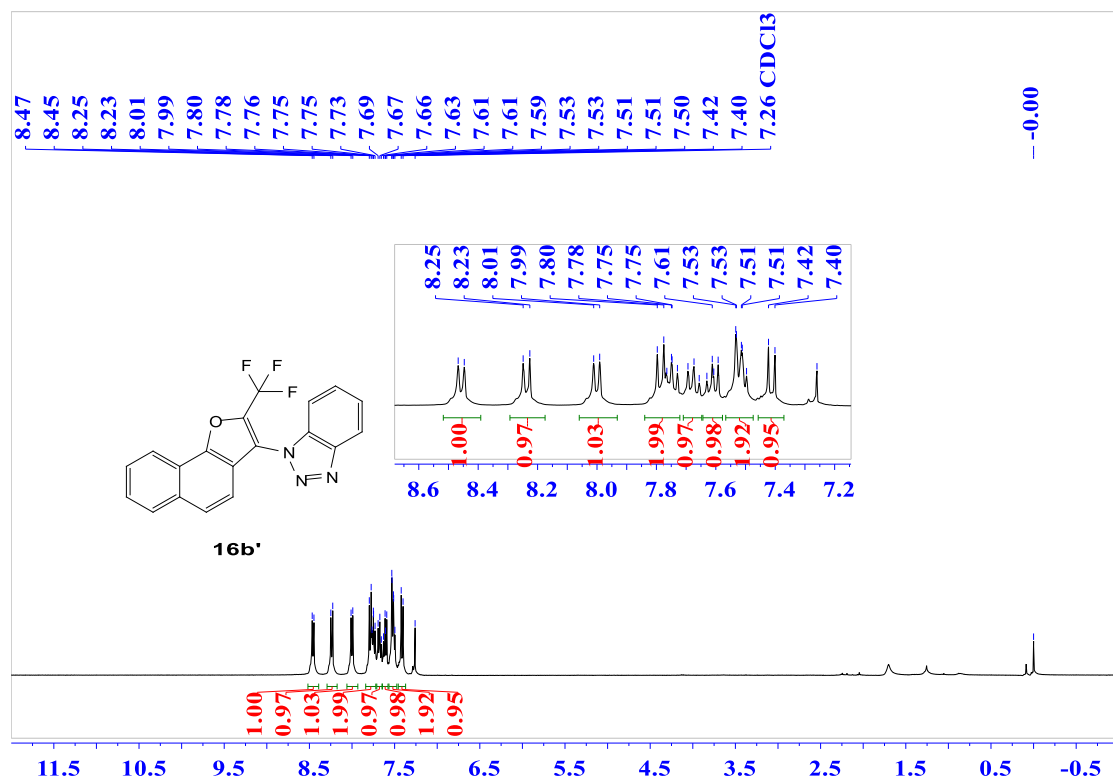 8.47 8.45 8.25 8.23 8.01 7.99 7.80 7.78 7.76 7.75 7.75 7.73 7.69 7.67 7.66 7.63 7.61 7.61 7.59 7.53 7.53 7.51 7.51 7.50 7.42 7.40 7.26 CDCl3 -0.00
8.25 8.23 8.01 7.99 7.80 7.78 7.75 7.75 7.61 7.53 7.53 7.51 7.51 7.42 7.40
1.00 0.97 1.03 1.99 0.97 0.98 1.92 0.95
8.6 8.4 8.2 8.0 7.8 7.6 7.4 7.2
F F
F
O
N
N N
16b'
1.00 0.97 1.03 1.99 0.97 0.98 1.92 0.95
11.5 10.5 9.5 8.5 7.5 6.5 5.5 4.5 3.5 2.5 1.5 0.5 -0.5